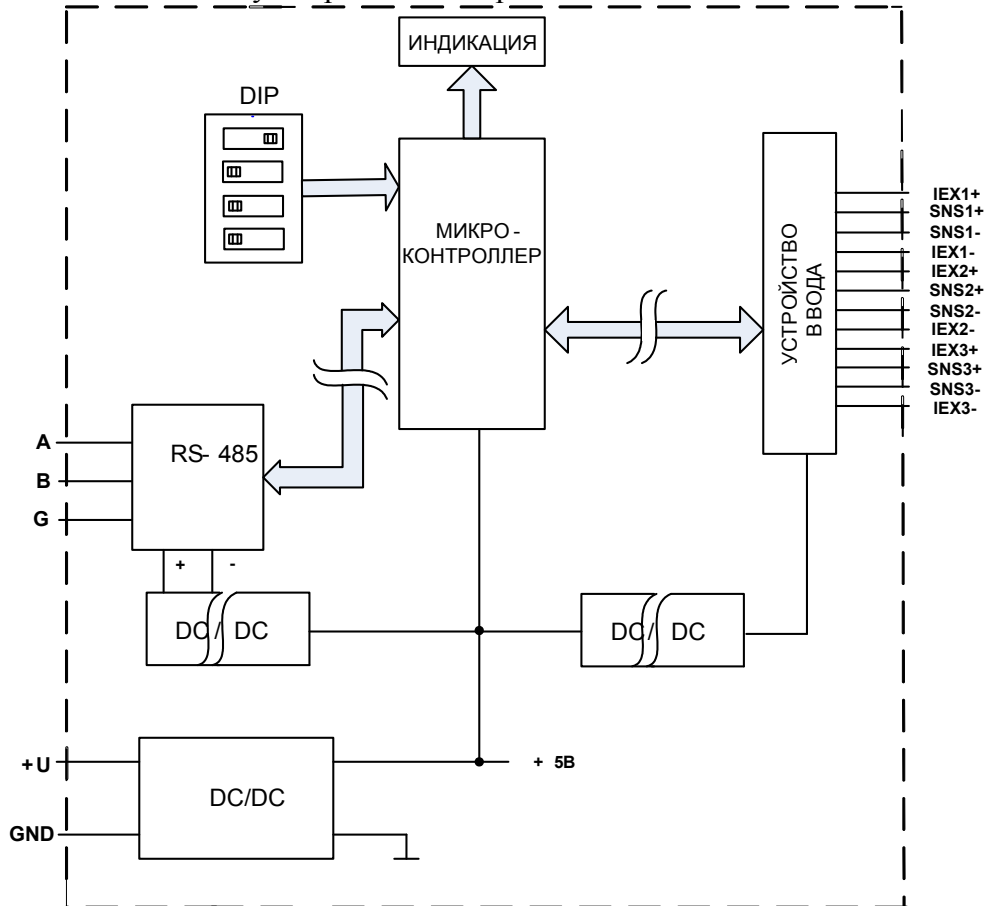 ИНДИКАЦИЯ
DIP
МИКРО -
КОНТРОЛЛЕР
УСТРОЙСТВО
ВВОДА
IEX1+
SNS1+
SNS1-
IEX1-
IEX2+
SNS2+
SNS2-
IEX2-
IEX3+
SNS3+
SNS3-
IEX3-
A
B
G
RS- 485
+ -
DC/ DC
DC/ DC
+U
GND
DC/DC
+ 5В